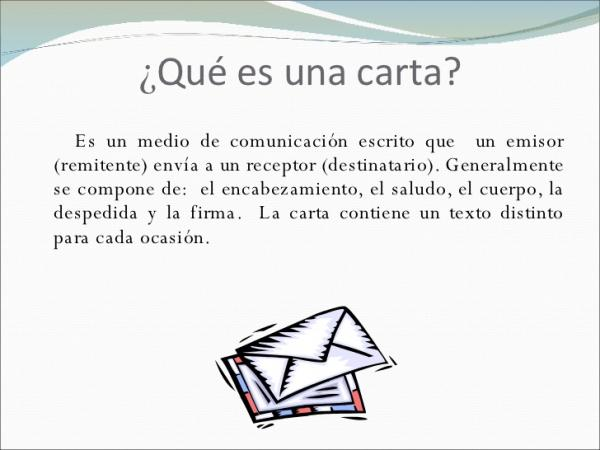 ¿Qué es una carta?
Es un medio de comunicación escrito que un emisor
(remitente) envía a un receptor (destinatario). Generalmente
se compone de: el encabezamiento, el saludo, el cuerpo, la
despedida y la firma. La carta contiene un texto distinto
para cada ocasión.